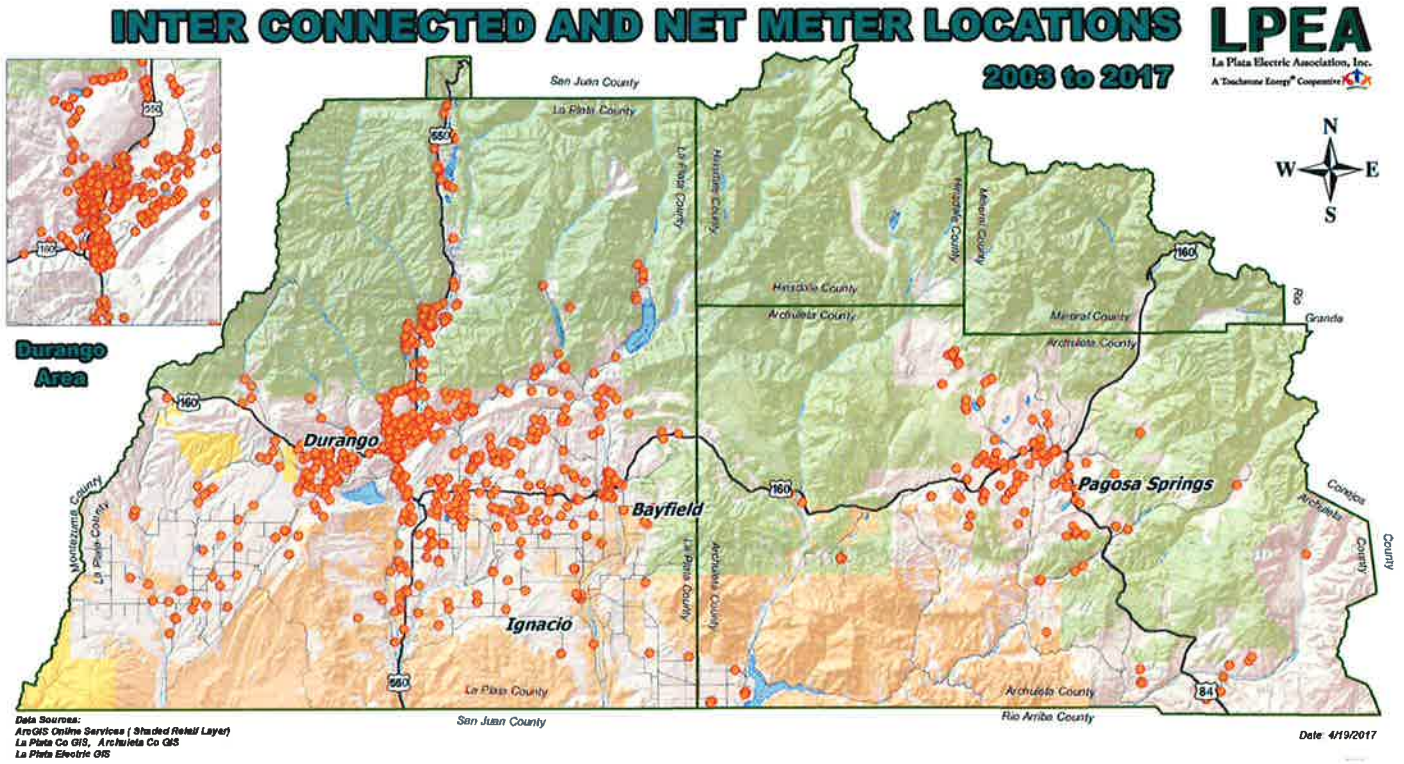 INTER CONNECTED AND NET METER LOCATIONS
2003 to 2017
LPEA
La Plata Electric Association, Inc.
A Touchstone Energy® Cooperative
N
W E
S
Durango
Area
550
160
San Juan County
La Plata County
550
La Plata County
Hinsdale County
Hinsdale County
Mineral County
160
Hinsdale County
Archuleta County
Mineral County
Archuleta County
Rio
Granda
160
Durango
Bayfield
160
Pagosa Springs
Montezuma County
La Plata County
La Plata County
Archuleta County
Conejos
Archuleta
County
County
Ignacio
550
La Plata County
Archuleta County
84
San Juan County
Rio Arriba County
Data Sources:
ArcGIS Online Services ( Shaded Releif Layer)
La Plata Co GIS, Archuleta Co GIS
La Plata Electric GIS
Date: 4/19/2017